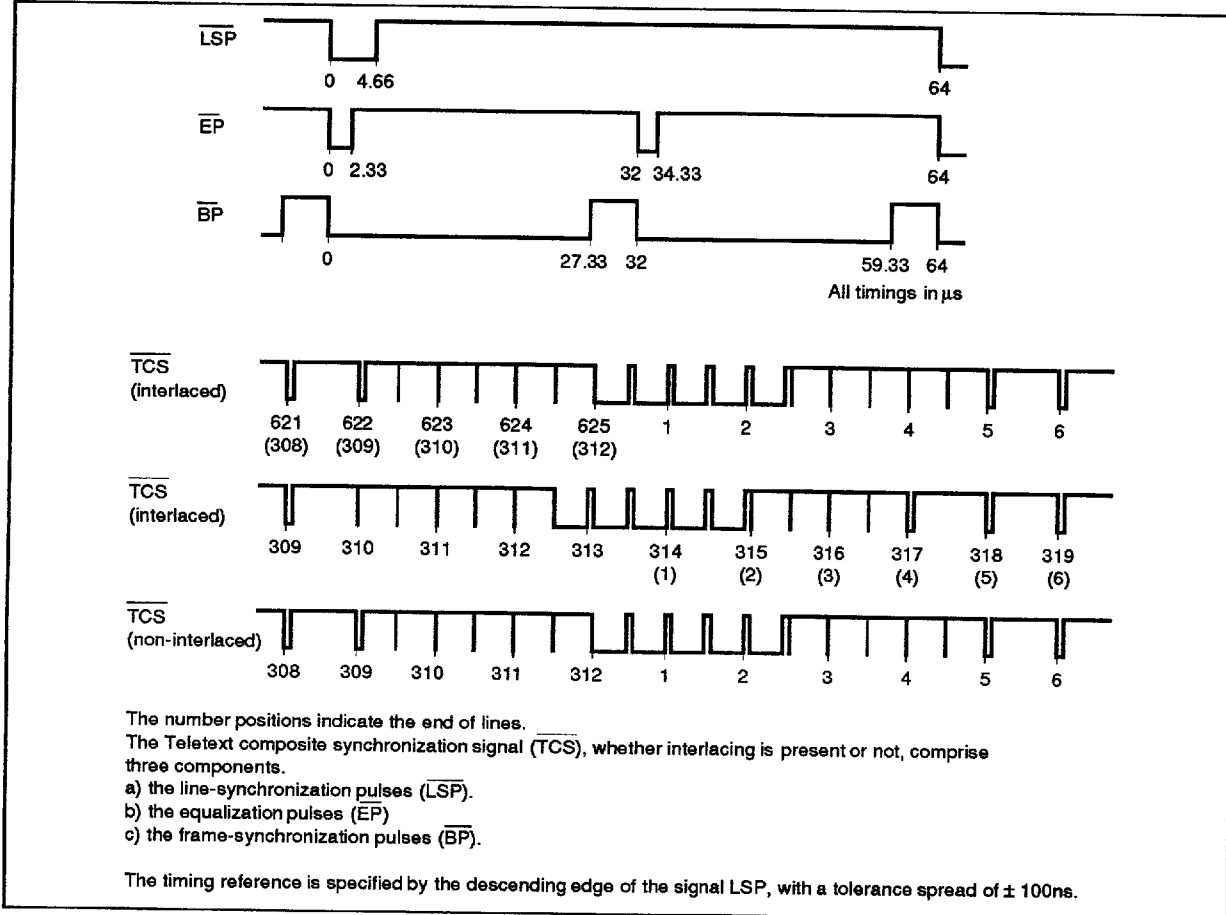 LSP
0 4.66 64
EP
0 2.33 32 34.33 64
BP
0 27.33 32 59.33 64
All timings in µs
TCS
(interlaced)
621 622 623 624 625 1 2 3 4 5 6
(308) (309) (310) (311) (312)
TCS
(interlaced)
309 310 311 312 313 314 315 316 317 318 319
(1) (2) (3) (4) (5) (6)
TCS
(non-interlaced)
308 309 310 311 312 1 2 3 4 5 6
The number positions indicate the end of lines.
The Teletext composite synchronization signal (TCS), whether interlacing is present or not, comprise
three components.
a) the line-synchronization pulses (LSP).
b) the equalization pulses (EP)
c) the frame-synchronization pulses (BP).
The timing reference is specified by the descending edge of the signal LSP, with a tolerance spread of ± 100ns.